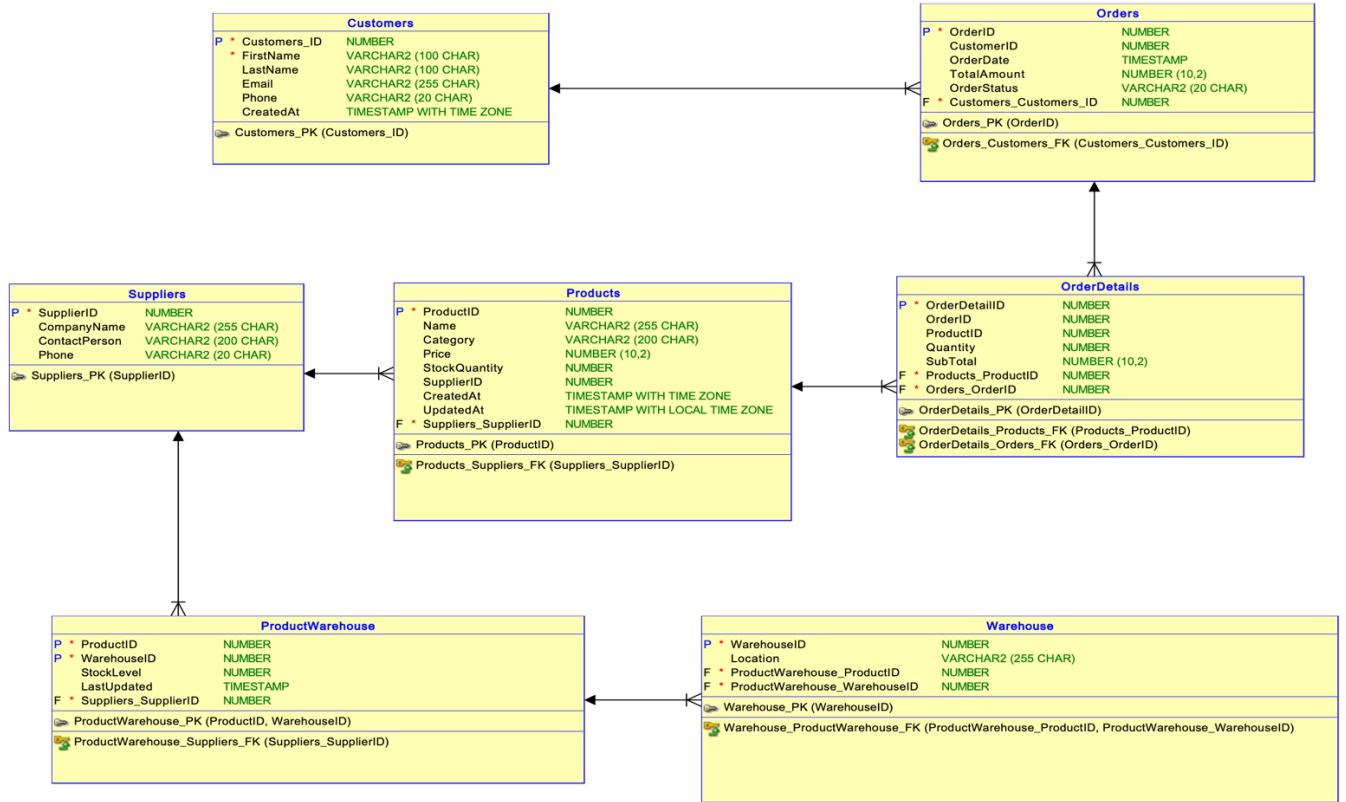 Customers
P * Customers_ID NUMBER
* FirstName VARCHAR2 (100 CHAR)
LastName VARCHAR2 (100 CHAR)
Email VARCHAR2 (255 CHAR)
Phone VARCHAR2 (20 CHAR)
CreatedAt TIMESTAMP WITH TIME ZONE
Customers_PK (Customers_ID)
Orders
P * OrderID NUMBER
CustomerID NUMBER
OrderDate TIMESTAMP
TotalAmount NUMBER (10,2)
OrderStatus VARCHAR2 (20 CHAR)
F * Customers_Customers_ID NUMBER
Orders_PK (OrderID)
Orders_Customers_FK (Customers_Customers_ID)
Suppliers
P * SupplierID NUMBER
CompanyName VARCHAR2 (255 CHAR)
ContactPerson VARCHAR2 (200 CHAR)
Phone VARCHAR2 (20 CHAR)
Suppliers_PK (SupplierID)
Products
P * ProductID NUMBER
Name VARCHAR2 (255 CHAR)
Category VARCHAR2 (200 CHAR)
Price NUMBER (10,2)
StockQuantity NUMBER
SupplierID NUMBER
CreatedAt TIMESTAMP WITH TIME ZONE
UpdatedAt TIMESTAMP WITH LOCAL TIME ZONE
F * Suppliers_SupplierID NUMBER
Products_PK (ProductID)
Products_Suppliers_FK (Suppliers_SupplierID)
OrderDetails
P * OrderDetailID NUMBER
OrderID NUMBER
ProductID NUMBER
Quantity NUMBER
SubTotal NUMBER (10,2)
F * Products_ProductID NUMBER
F * Orders_OrderID NUMBER
OrderDetails_PK (OrderDetailID)
OrderDetails_Products_FK (Products_ProductID)
OrderDetails_Orders_FK (Orders_OrderID)
ProductWarehouse
P * ProductID NUMBER
P * WarehouseID NUMBER
StockLevel NUMBER
LastUpdated TIMESTAMP
F * Suppliers_SupplierID NUMBER
ProductWarehouse_PK (ProductID, WarehouseID)
ProductWarehouse_Suppliers_FK (Suppliers_SupplierID)
Warehouse
P * WarehouseID NUMBER
Location VARCHAR2 (255 CHAR)
F * ProductWarehouse_ProductID NUMBER
F * ProductWarehouse_WarehouseID NUMBER
Warehouse_PK (WarehouseID)
Warehouse_ProductWarehouse_FK (ProductWarehouse_ProductID, ProductWarehouse_WarehouseID)